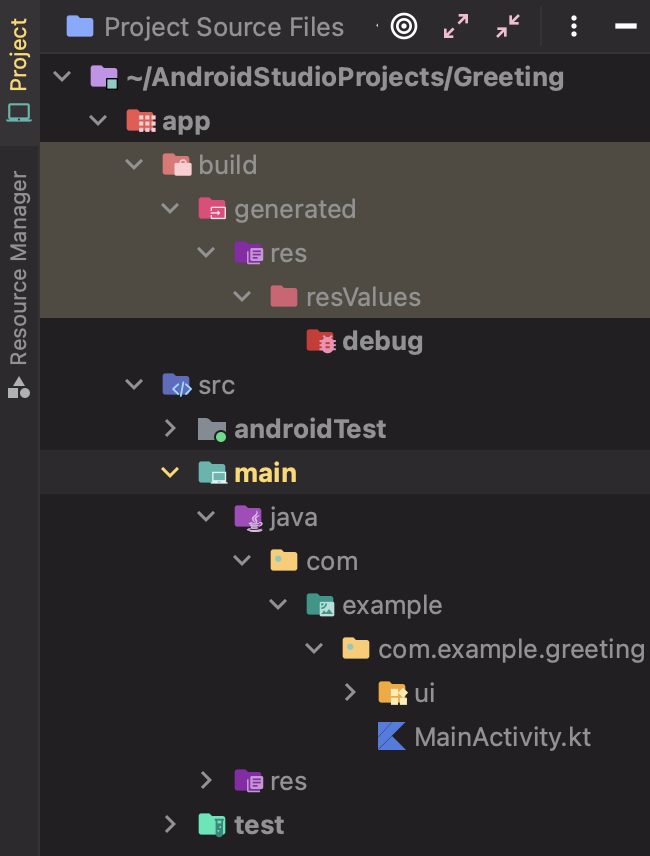 Project
Resource Manager
Project Source Files
~/AndroidStudioProjects/Greeting
app
build
generated
res
resValues
debug
src
androidTest
main
java
com
example
com.example.greeting
ui
MainActivity.kt
res
test